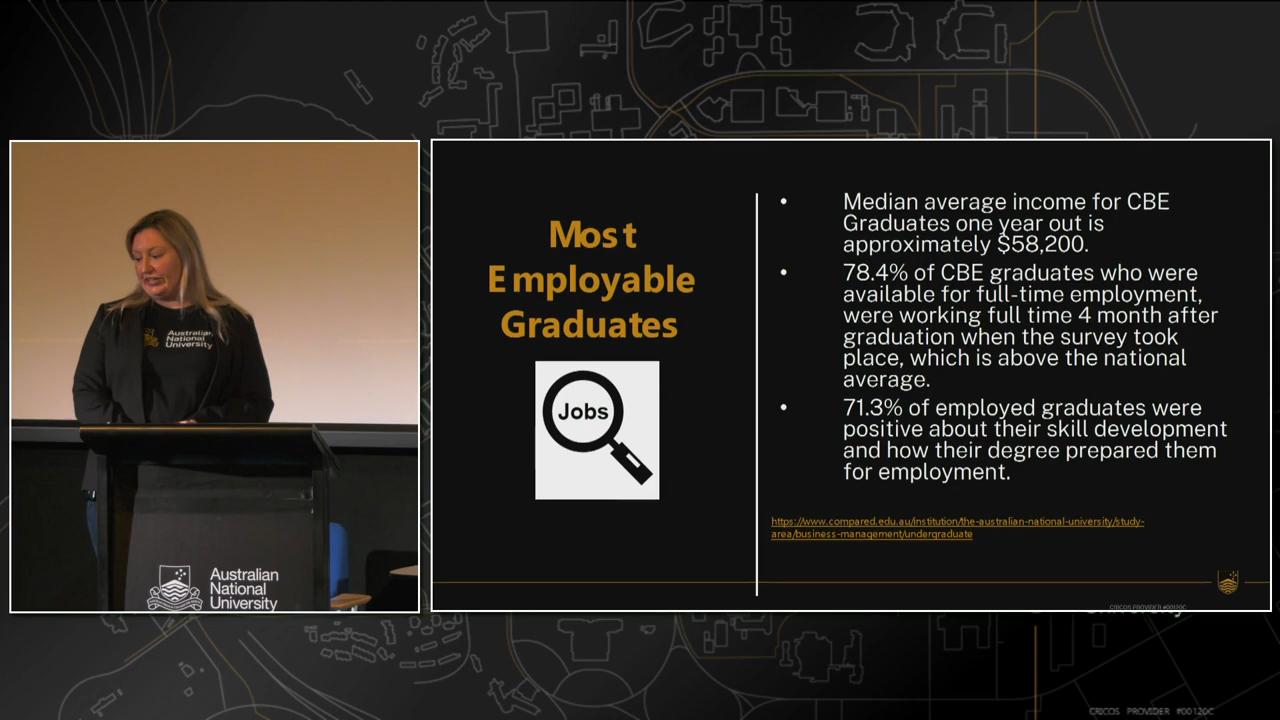 Australian
National
University
Australian
National
University
Most
Employable
Graduates
Jobs
• Median average income for CBE
Graduates one year out is
approximately $58,200.
• 78.4% of CBE graduates who were
available for full-time employment,
were working full time 4 month after
graduation when the survey took
place, which is above the national
average.
• 71.3% of employed graduates were
positive about their skill development
and how their degree prepared them
for employment.
https://www.compared.edu.au/institution/the-australian-national-university/study-
area/business-management/undergraduate
CRICOS PROVIDER #00120C
University
CRICOS PROVIDER #00120C